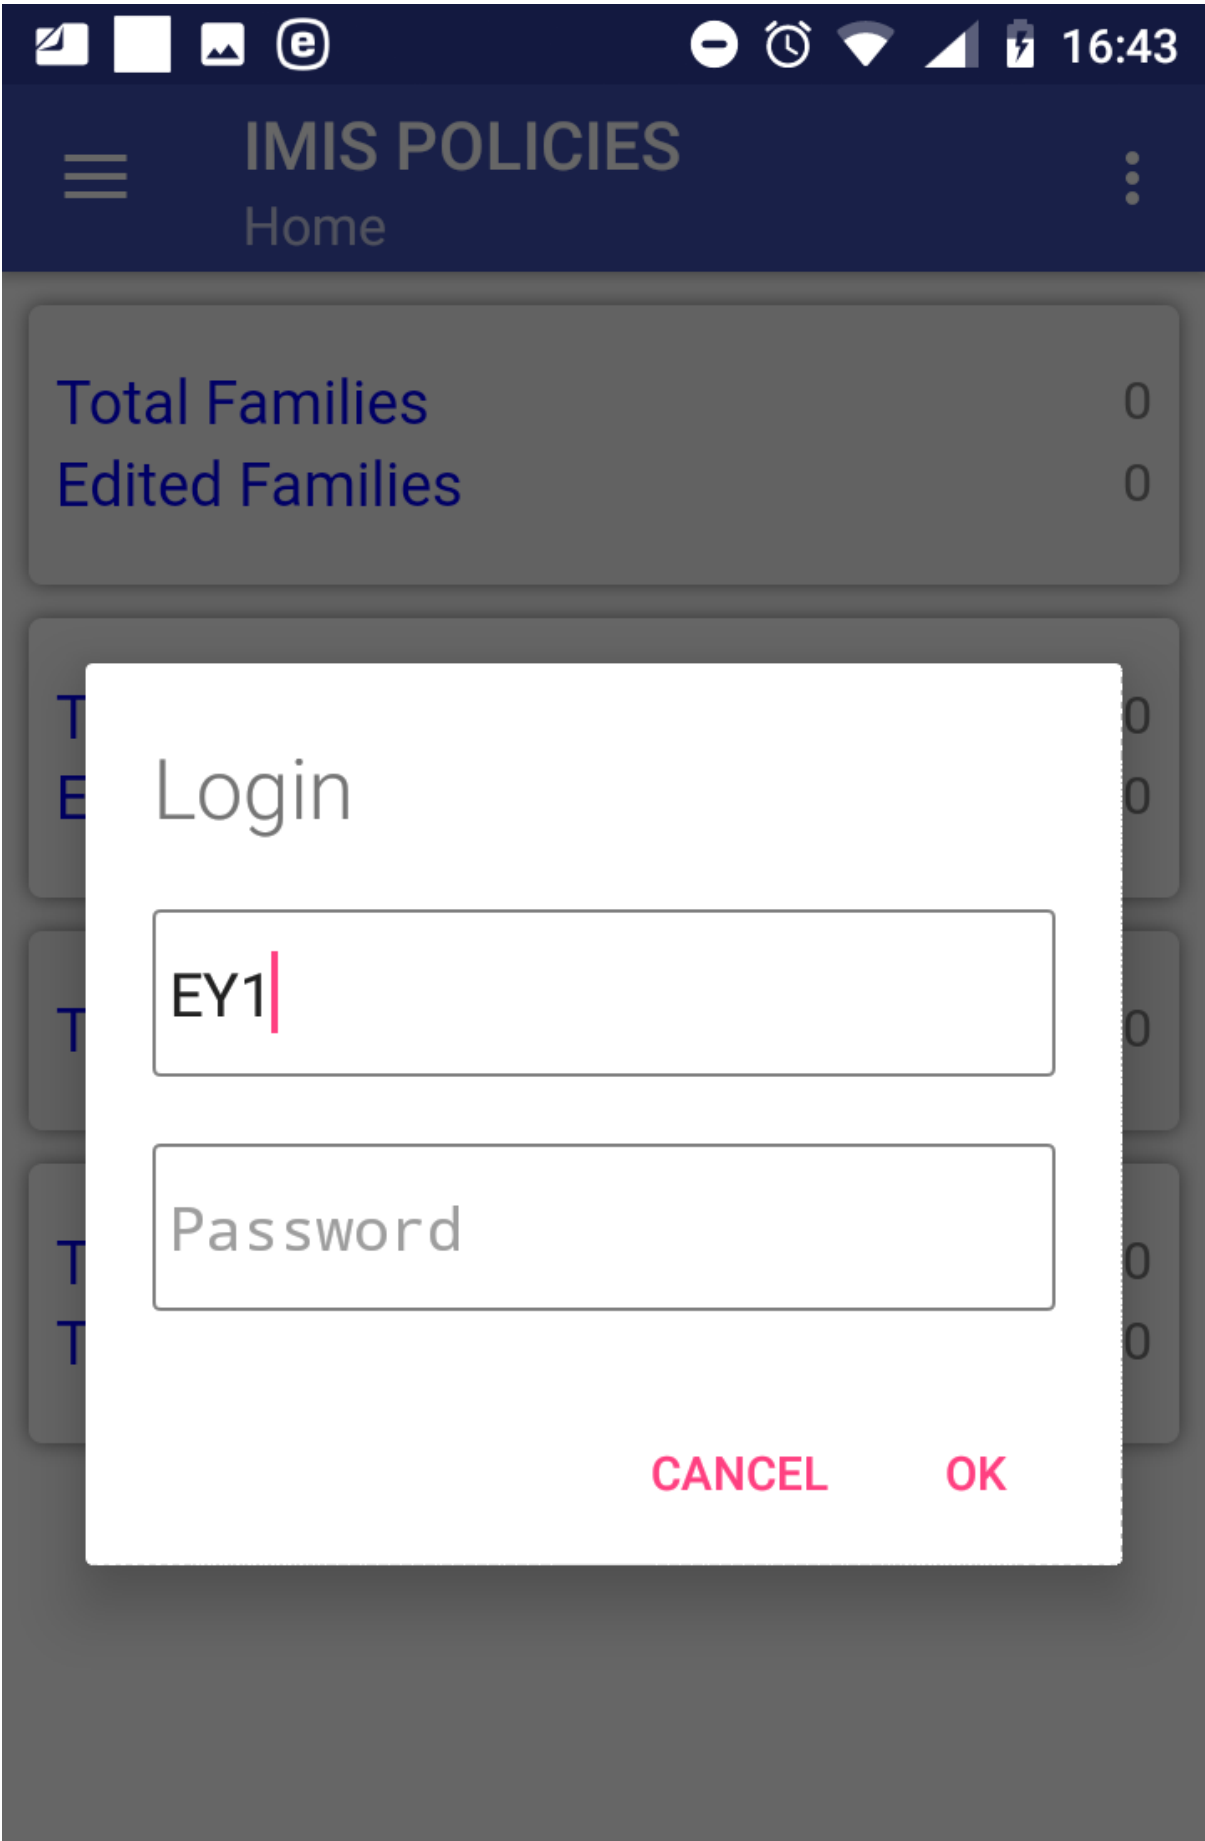 16:43
IMIS POLICIES
Home
Total Families 0
Edited Families 0
T 0
E 0
Login
EY1
T 0
Password
T 0
T 0
CANCEL OK